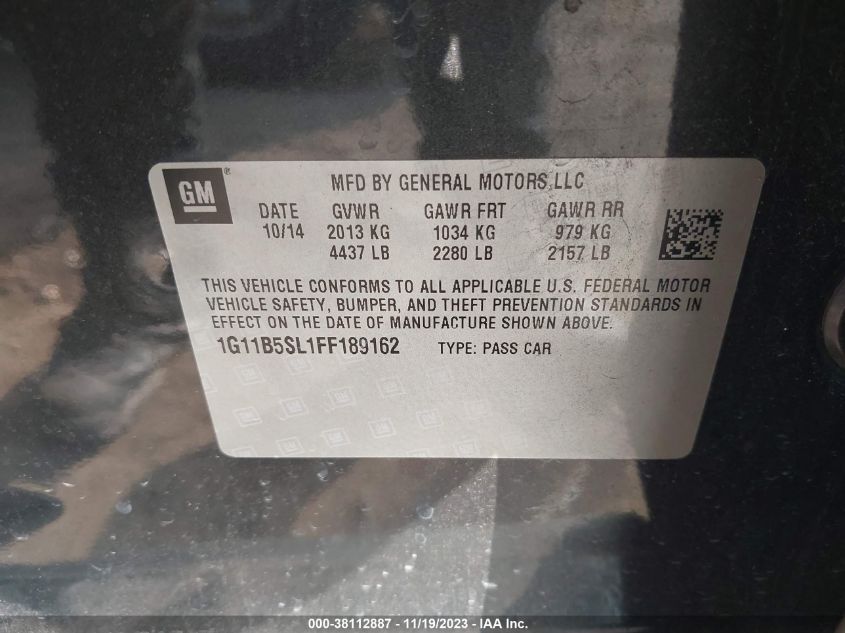 GM®
MFD BY GENERAL MOTORS, LLC
DATE GVWR GAWR FRT GAWR RR
10/14 2013 KG 1034 KG 979 KG
4437 LB 2280 LB 2157 LB
THIS VEHICLE CONFORMS TO ALL APPLICABLE U.S. FEDERAL MOTOR
VEHICLE SAFETY, BUMPER, AND THEFT PREVENTION STANDARDS IN
EFFECT ON THE DATE OF MANUFACTURE SHOWN ABOVE.
1G11B5SL1FF189162 TYPE: PASS CAR
000-38112887 - 11/19/2023 - IAA Inc.